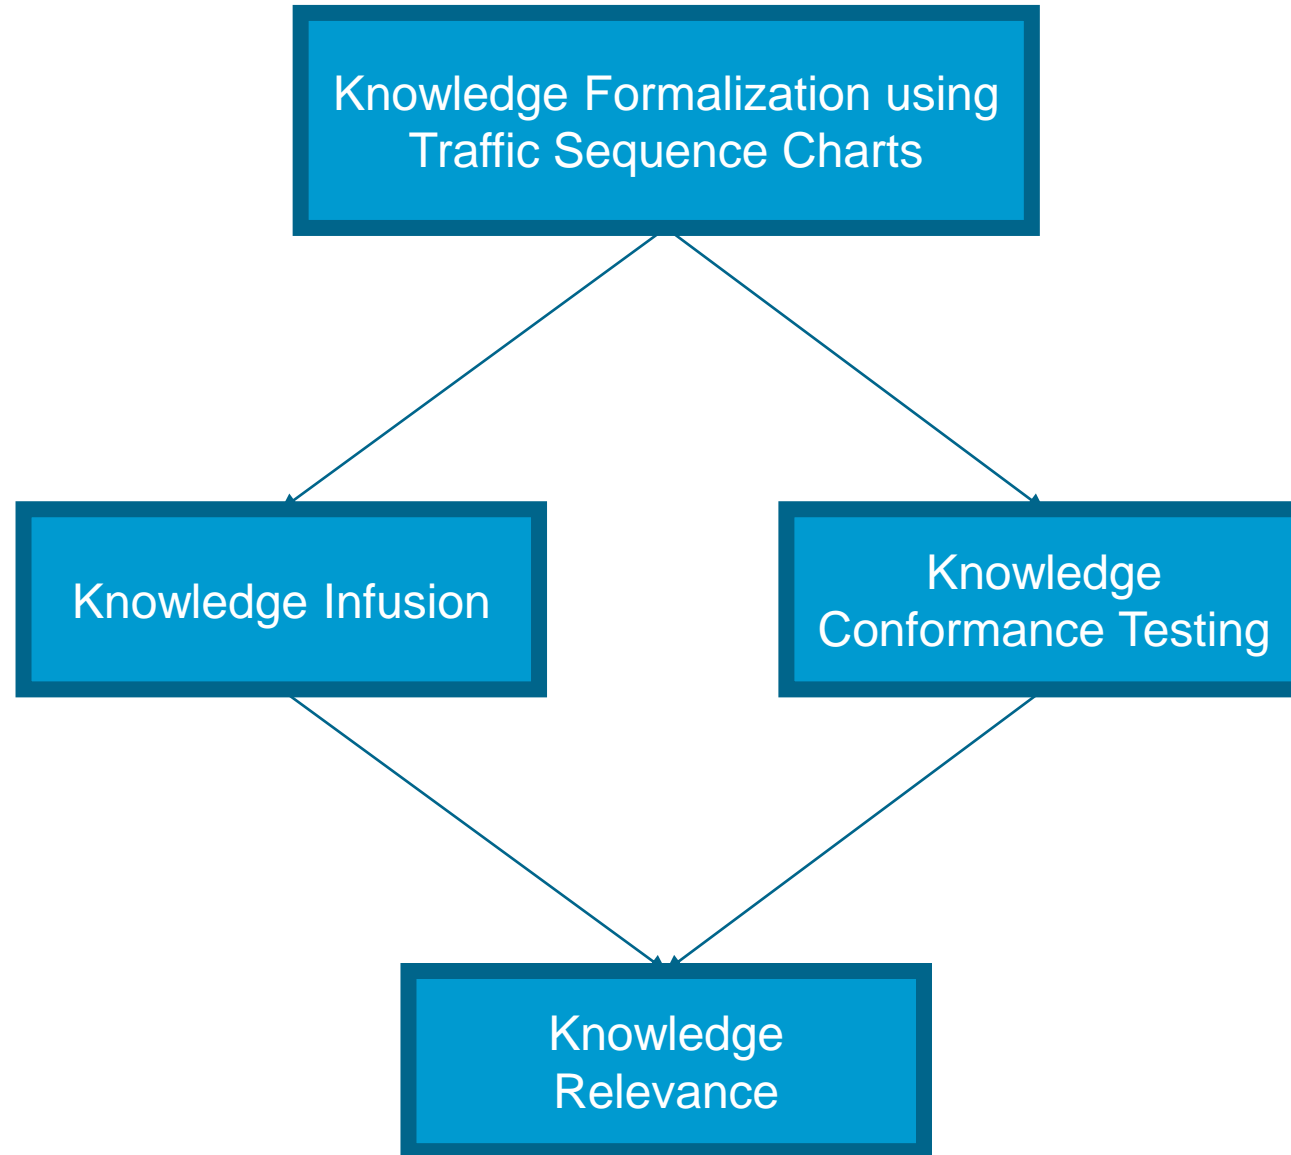 Knowledge Formalization using
Traffic Sequence Charts
Knowledge Infusion
Knowledge
Conformance Testing
Knowledge
Relevance